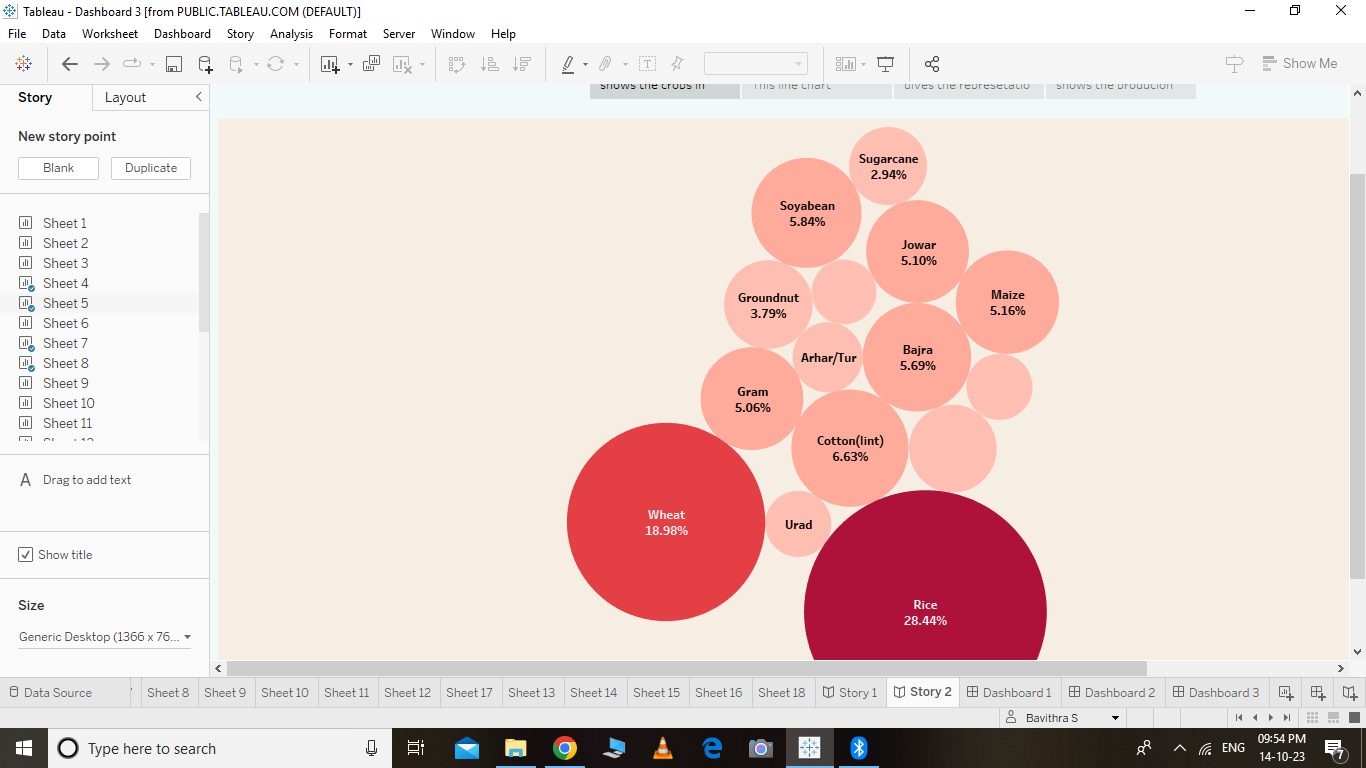 Tableau - Dashboard 3 [from PUBLIC.TABLEAU.COM (DEFAULT)]
File Data Worksheet Dashboard Story Analysis Format Server Window Help
Show Me
Story Layout
shows the crops in
This line chart
gives the represetatio
shows the producion
New story point
Blank Duplicate
Sheet 1
Sheet 2
Sheet 3
Sheet 4
Sheet 5
Sheet 6
Sheet 7
Sheet 8
Sheet 9
Sheet 10
Sheet 11
A Drag to add text
Show title
Size
Generic Desktop (1366 x 76...
Sugarcane
2.94%
Soyabean
5.84%
Jowar
5.10%
Maize
5.16%
Groundnut
3.79%
Arhar/Tur
Bajra
5.69%
Gram
5.06%
Cotton(lint)
6.63%
Wheat
18.98%
Urad
Rice
28.44%
Data Source Sheet 8 Sheet 9 Sheet 10 Sheet 11 Sheet 12 Sheet 17 Sheet 13 Sheet 14 Sheet 15 Sheet 16 Sheet 18 Story 1 Story 2 Dashboard 1 Dashboard 2 Dashboard 3
Bavithra S
Type here to search
ENG
09:54 PM
14-10-23
7